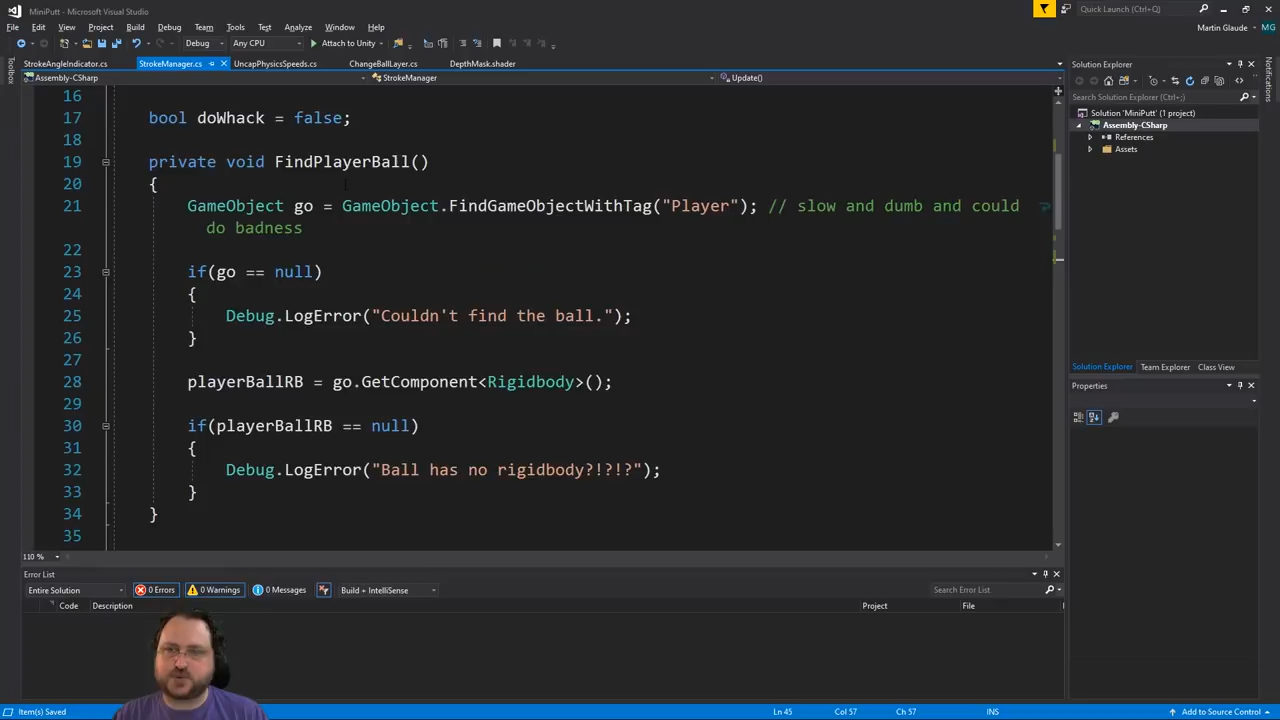 MiniPutt - Microsoft Visual Studio
Quick Launch (Ctrl+Q)
File Edit View Project Build Debug Team Tools Test Analyze Window Help
Martin Glaude MG
Debug Any CPU Attach to Unity
Toolbox
StrokeAngleIndicator.cs StrokeManager.cs UncapPhysicsSpeeds.cs ChangeBallLayer.cs DepthMask.shader
Assembly-CSharp StrokeManager Update()
16
17 bool doWhack = false;
18
19 private void FindPlayerBall()
20 {
21 GameObject go = GameObject.FindGameObjectWithTag("Player"); // slow and dumb and could
do badness
22
23 if(go == null)
24 {
25 Debug.LogError("Couldn't find the ball.");
26 }
27
28 playerBallRB = go.GetComponent<Rigidbody>();
29
30 if(playerBallRB == null)
31 {
32 Debug.LogError("Ball has no rigidbody?!?!?");
33 }
34 }
35
110 %
Error List
Entire Solution 0 Errors 0 Warnings 0 Messages Build + IntelliSense
Search Error List
Code Description Project File
Solution Explorer
Search Solution Explorer (Ctrl+;)
Solution 'MiniPutt' (1 project)
Assembly-CSharp
References
Assets
Solution Explorer Team Explorer Class View
Properties
Notifications
Item(s) Saved Ln 45 Col 57 Ch 57 INS Add to Source Control